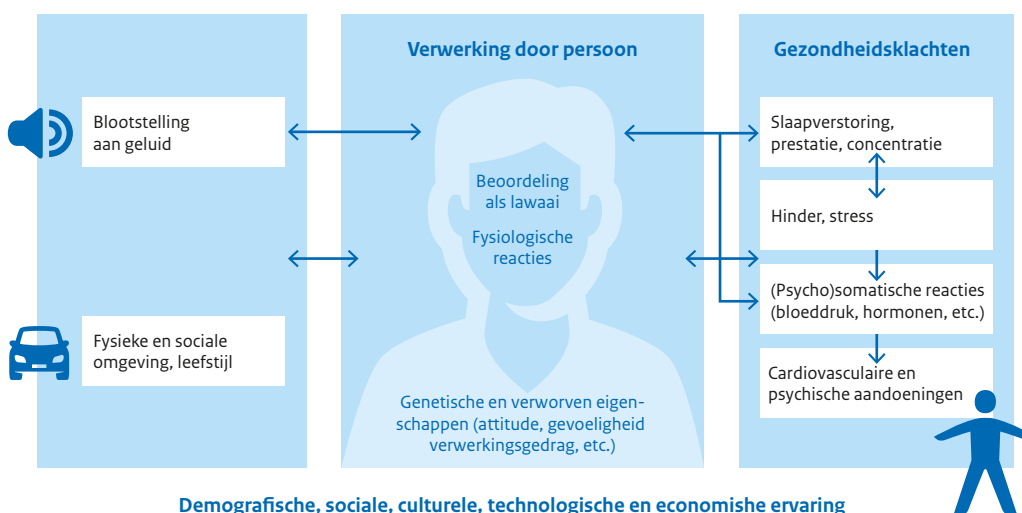 Verwerking door persoon
Gezondheidsklachten
Blootstelling
aan geluid
Fysieke en sociale
omgeving, leefstijl
Beoordeling
als lawaai
Fysiologische
reacties
Genetische en verworven eigen-
schappen (attitude, gevoeligheid
verwerkingsgedrag, etc.)
Slaapverstoring,
prestatie, concentratie
Hinder, stress
(Psycho)somatische reacties
(bloeddruk, hormonen, etc.)
Cardiovasculaire en
psychische aandoeningen
Demografische, sociale, culturele, technologische en economishe ervaring